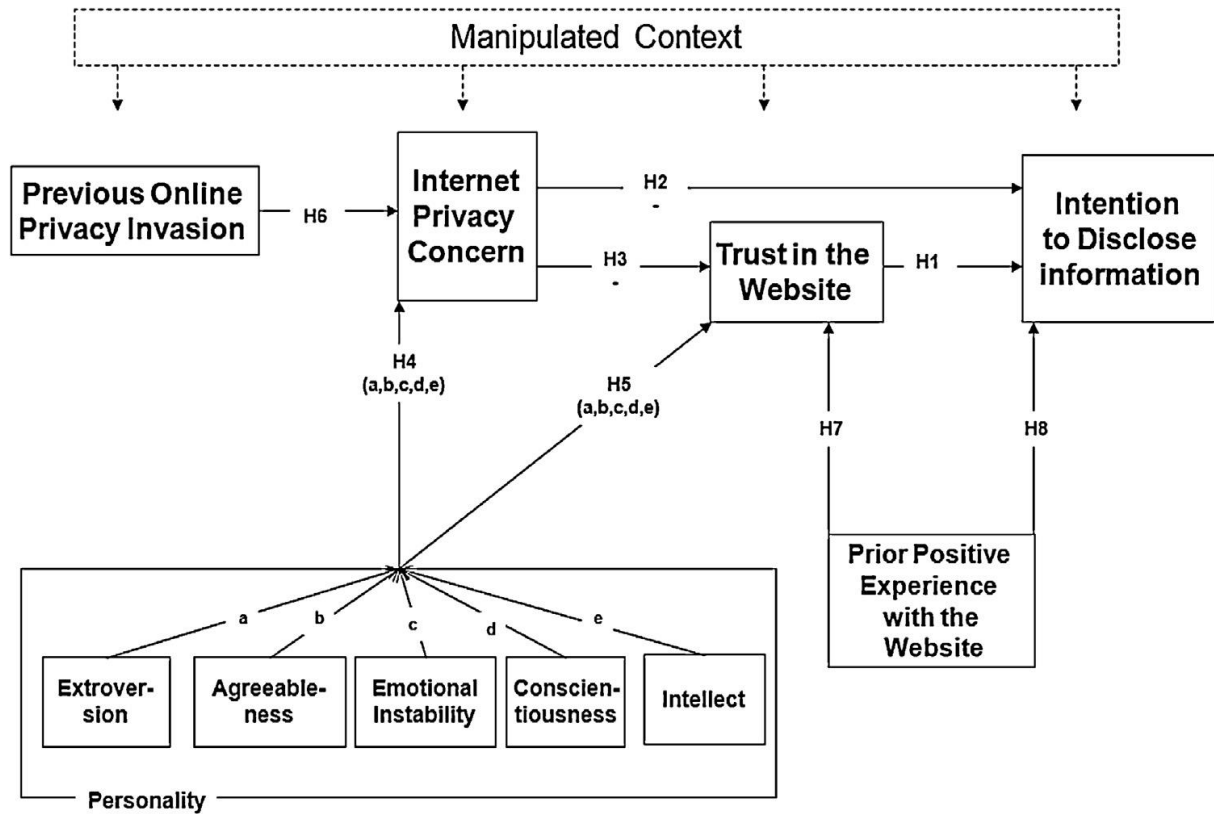 Manipulated Context
Previous Online
Privacy Invasion
H6
Internet
Privacy
Concern
H2
-
H3
-
Trust in the
Website
H1
Intention
to Disclose
information
H4
(a,b,c,d,e)
H5
(a,b,c,d,e)
H7
H8
Prior Positive
Experience
with the
Website
a
b
c
d
e
Extrover-
sion
Agreeable-
ness
Emotional
Instability
Conscien-
tiousness
Intellect
Personality